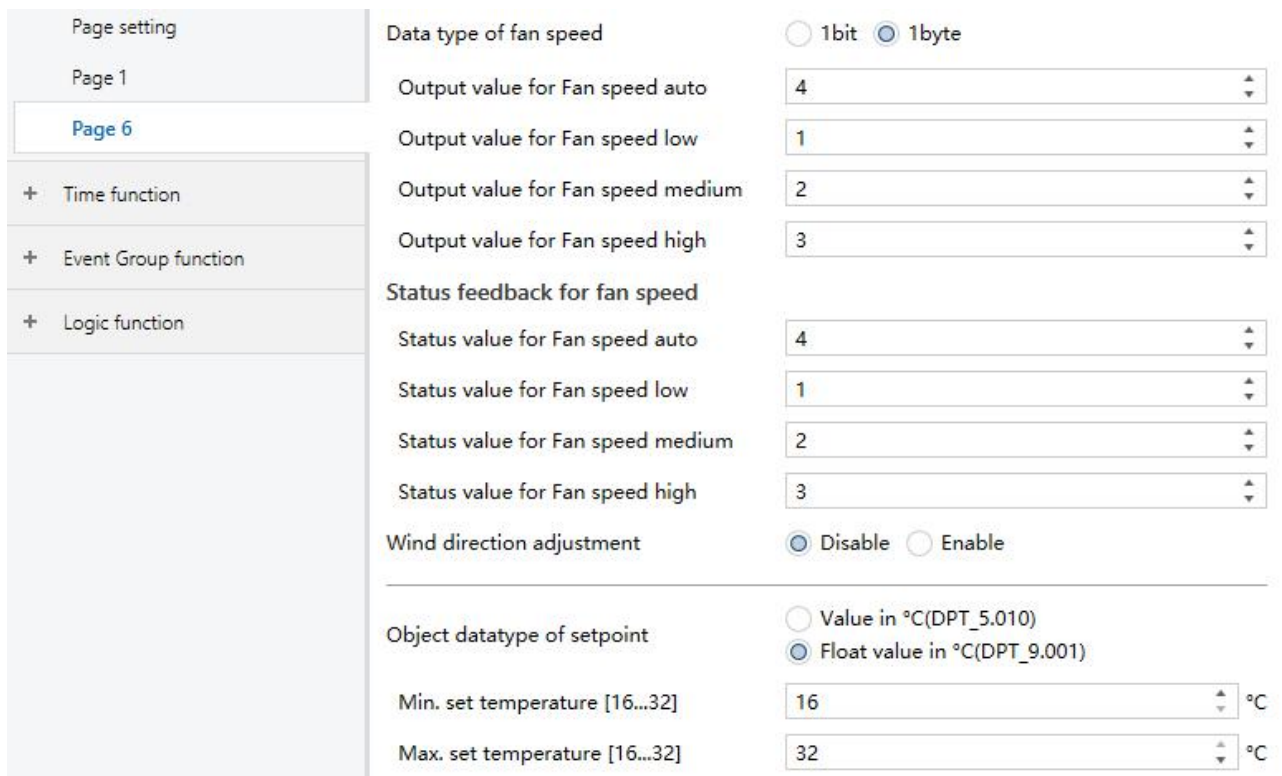 Page setting
Page 1
Page 6
+ Time function
+ Event Group function
+ Logic function
Data type of fan speed 1bit 1byte
Output value for Fan speed auto 4
Output value for Fan speed low 1
Output value for Fan speed medium 2
Output value for Fan speed high 3
Status feedback for fan speed
Status value for Fan speed auto 4
Status value for Fan speed low 1
Status value for Fan speed medium 2
Status value for Fan speed high 3
Wind direction adjustment Disable Enable
Object datatype of setpoint
Value in °C(DPT_5.010)
Float value in °C(DPT_9.001)
Min. set temperature [16...32] 16 °C
Max. set temperature [16...32] 32 °C